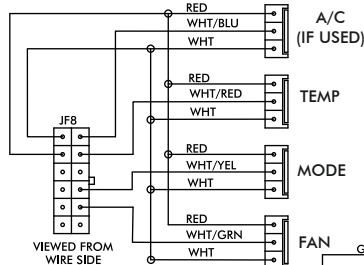 RED
WHT/BLU
WHT
A/C
(IF USED)
RED
WHT/RED
WHT
TEMP
JF8
RED
WHT/YEL
WHT
MODE
RED
WHT/GRN
WHT
FAN
VIEWED FROM
WIRE SIDE
G